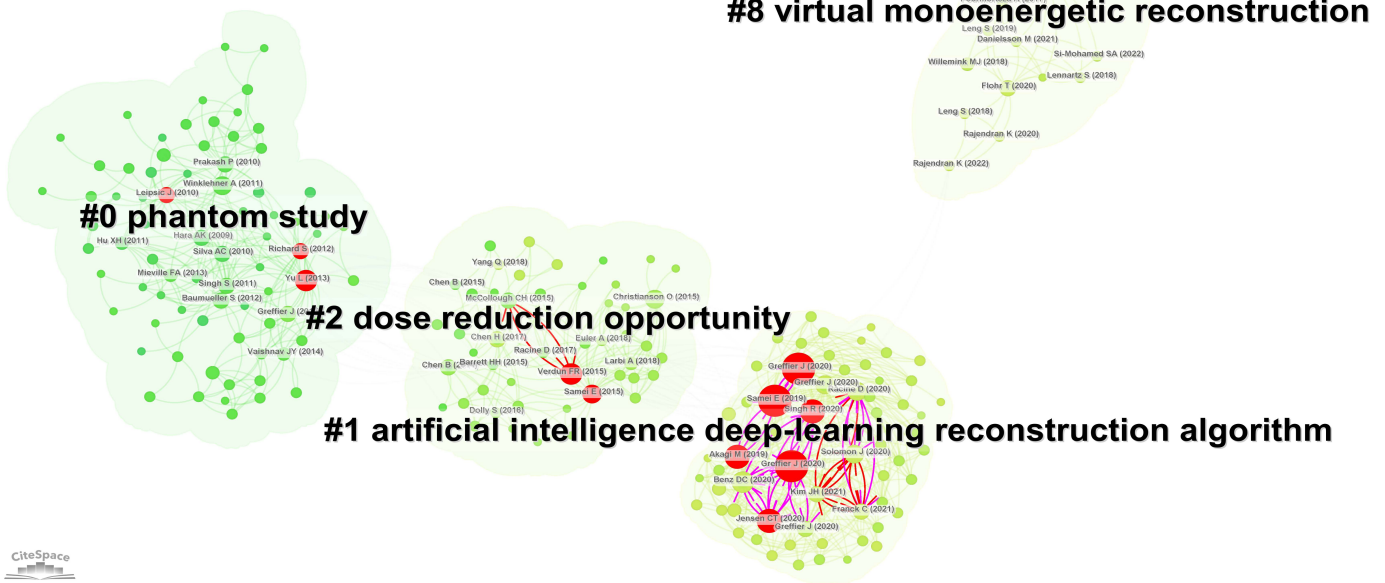 #8 virtual monoenergetic reconstruction
Leng S (2019)
Danielsson M (2021)
Si-Mohamed SA (2022)
Willemink MJ (2018)
Lennartz S (2018)
Flohr T (2020)
Leng S (2018)
Rajendran K (2020)
Rajendran K (2022)
Prakash P (2010)
Winklehner A (2011)
Leipsic J (2010)
#0 phantom study
Hara AK (2009)
Hu XH (2011)
Silva AC (2010)
Richard S (2012)
Mieville FA (2013)
Singh S (2011)
Yu L (2013)
Baumueller S (2012)
Greffier J
Vaishnav JY (2014)
Yang Q (2018)
Chen B (2015)
McCollough CH (2015)
Christianson O (2015)
#2 dose reduction opportunity
Chen H (2017)
Euler A (2018)
Racine D (2017)
Chen B
Barrett HH (2015)
Verdun FR (2015)
Larbi A (2018)
Samei E (2015)
Dolly S (2016)
Greffier J (2020)
Greffier J (2020)
Racine D (2020)
Samei E (2019)
Singh R (2020)
#1 artificial intelligence deep-learning reconstruction algorithm
Akagi M (2019)
Greffier J (2020)
Solomon J (2020)
Benz DC (2020)
Kim JH (2021)
Franck C (2021)
Jensen CT (2020)
Greffier J (2020)
CiteSpace